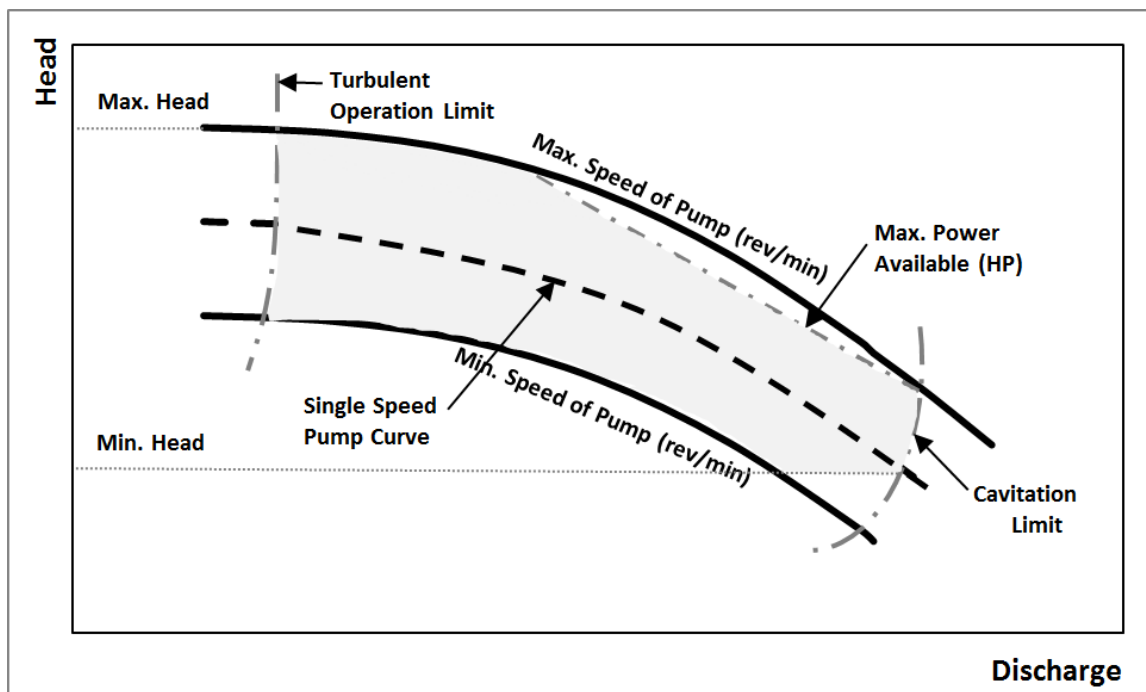 Head
Max. Head
Turbulent
Operation Limit
Max. Speed of Pump (rev/min)
Max. Power
Available (HP)
Single Speed
Pump Curve
Min. Speed of Pump (rev/min)
Min. Head
Cavitation
Limit
Discharge